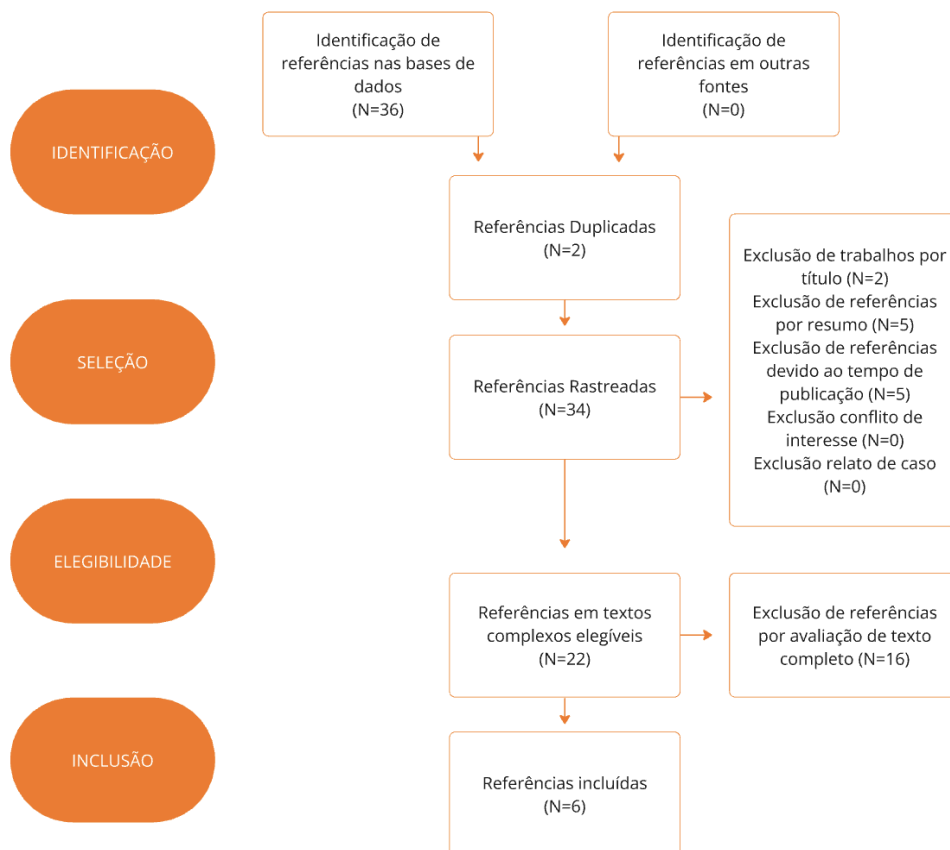 Identificação de
referências nas bases de
dados
(N=36)
Identificação de
referências em outras
fontes
(N=0)
IDENTIFICAÇÃO
Referências Duplicadas
(N=2)
Exclusão de trabalhos por
título (N=2)
Exclusão de referências
por resumo (N=5)
Exclusão de referências
devido ao tempo de
publicação (N=5)
Exclusão conflito de
interesse (N=0)
Exclusão relato de caso
(N=0)
SELEÇÃO
Referências Rastreadas
(N=34)
ELEGIBILIDADE
Referências em textos
complexos elegíveis
(N=22)
Exclusão de referências
por avaliação de texto
completo (N=16)
INCLUSÃO
Referências incluídas
(N=6)